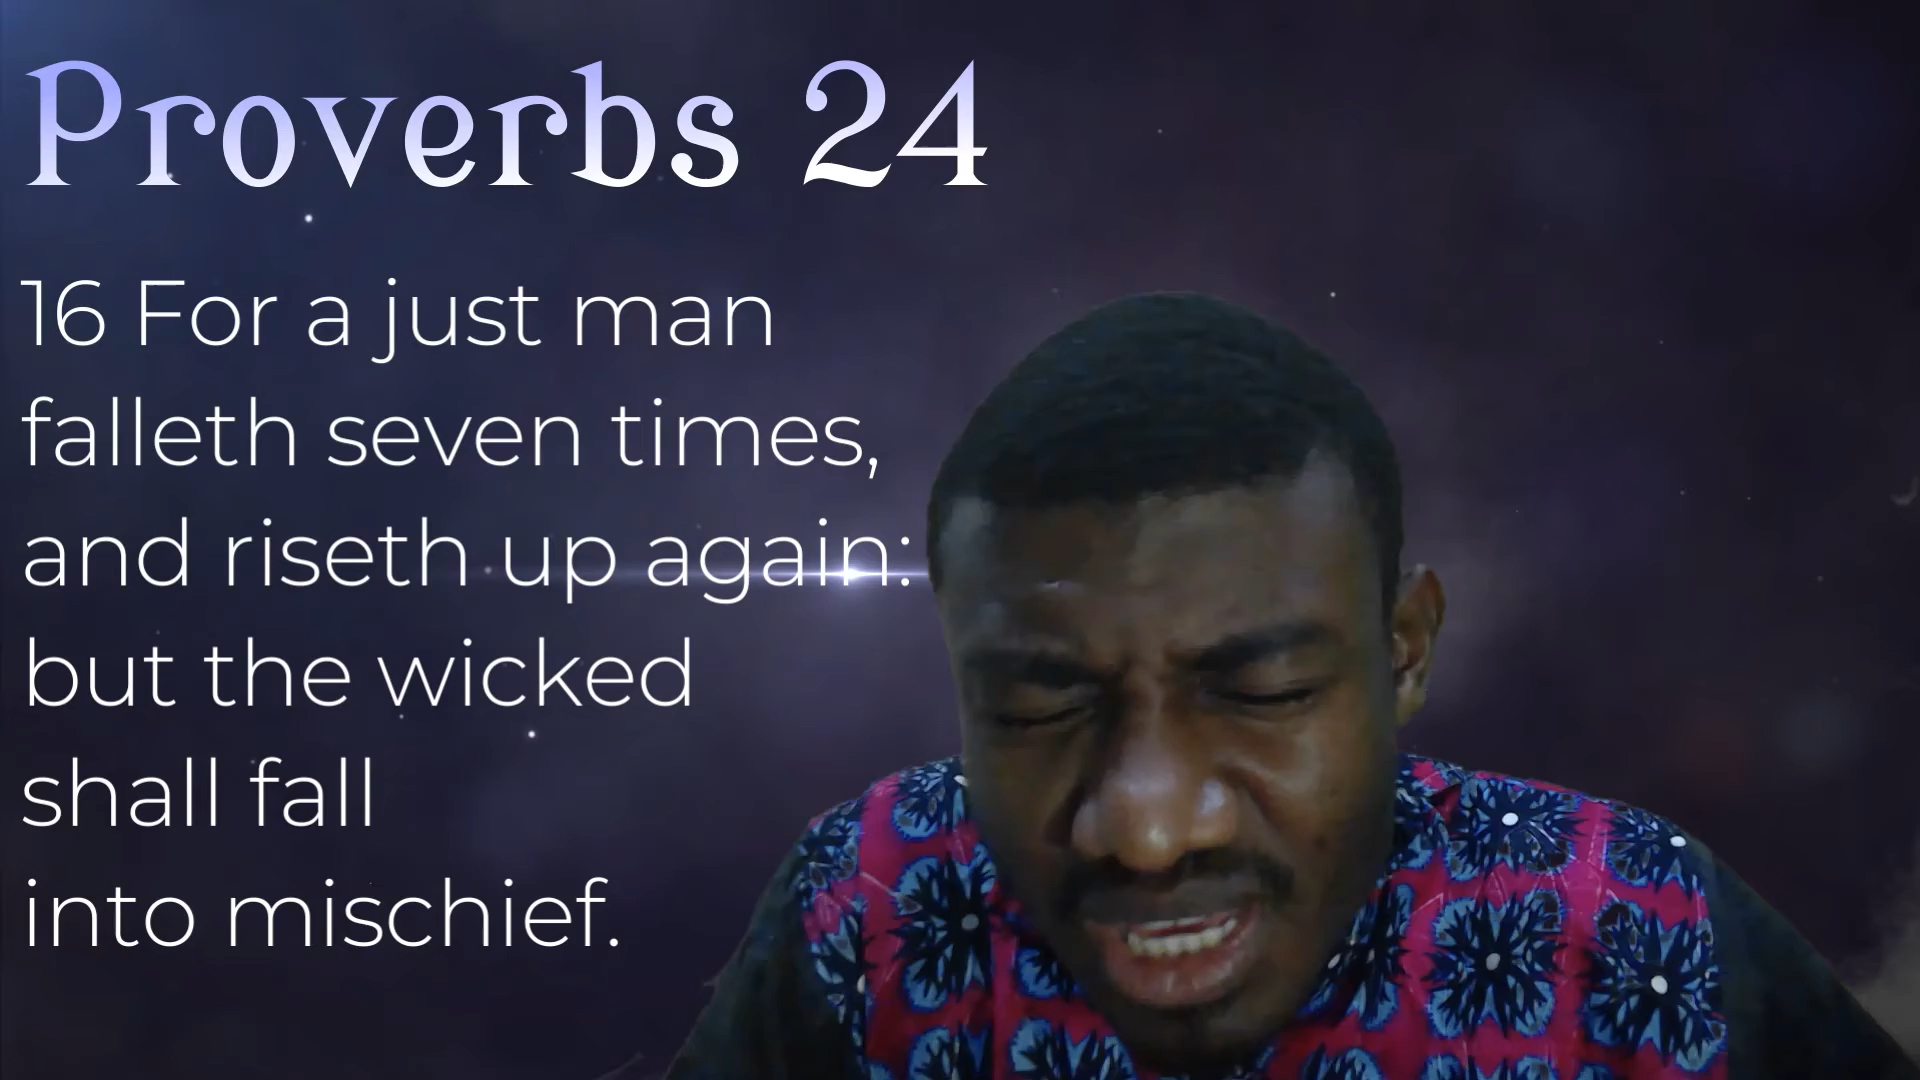 Proverbs 24
16 For a just man
falleth seven times,
and riseth up again:
but the wicked
shall fall
into mischief.